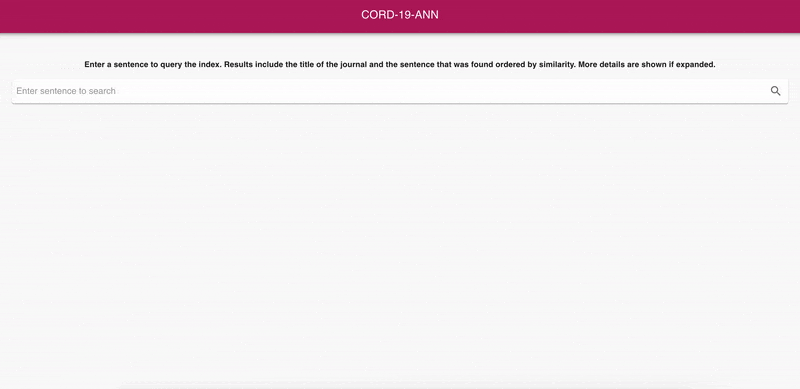 CORD-19-ANN
Enter a sentence to query the index. Results include the title of the journal and the sentence that was found ordered by similarity. More details are shown if expanded.
Enter sentence to search